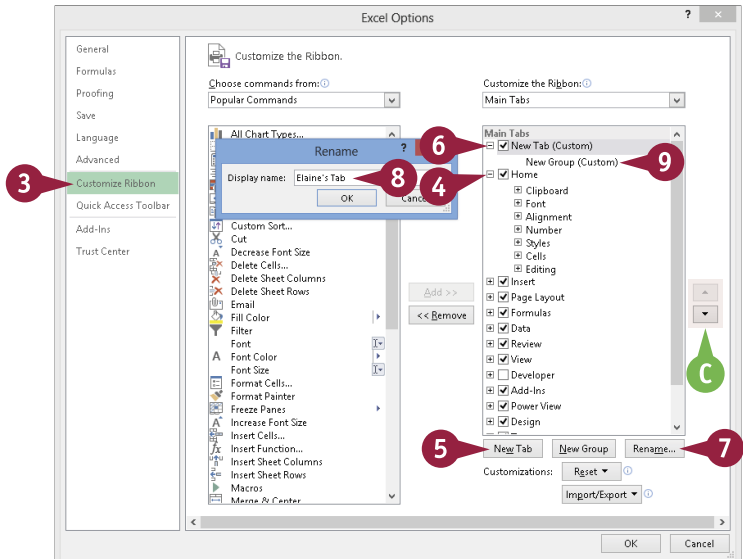 Excel Options
?
General
Formulas
Proofing
Save
Language
Advanced
Customize Ribbon
Quick Access Toolbar
Add-Ins
Trust Center
3
Customize the Ribbon.
Choose commands from:
Popular Commands
All Chart Types...
Rename
?
Display name:
Elaine's Tab
8
OK
Custom Sort...
Cut
Decrease Font Size
Delete Cells...
Delete Sheet Columns
Delete Sheet Rows
Email
Fill Color
Filter
Font
Font Color
Font Size
Format Cells...
Format Painter
Freeze Panes
Increase Font Size
Insert Cells...
Insert Function...
Insert Sheet Columns
Insert Sheet Rows
Macros
Merge & Center
Add >>
<< Remove
Customize the Ribbon:
Main Tabs
Main Tabs
6
New Tab (Custom)
New Group (Custom)
9
4
Home
Clipboard
Font
Alignment
Number
Styles
Cells
Editing
Insert
Page Layout
Formulas
Data
Review
View
Developer
Add-Ins
Power View
Design
C
5
New Tab
New Group
Rename...
7
Customizations:
Reset
Import/Export
OK
Cancel